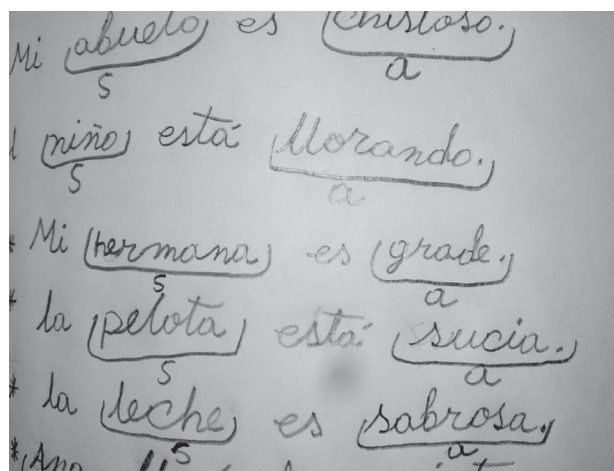 Mi abuelo es chistoso.
s a
niño está llorando.
s a
* Mi hermana es grade.
s a
* la pelota está sucia.
s a
* la leche es sabrosa.
s a
* Ana